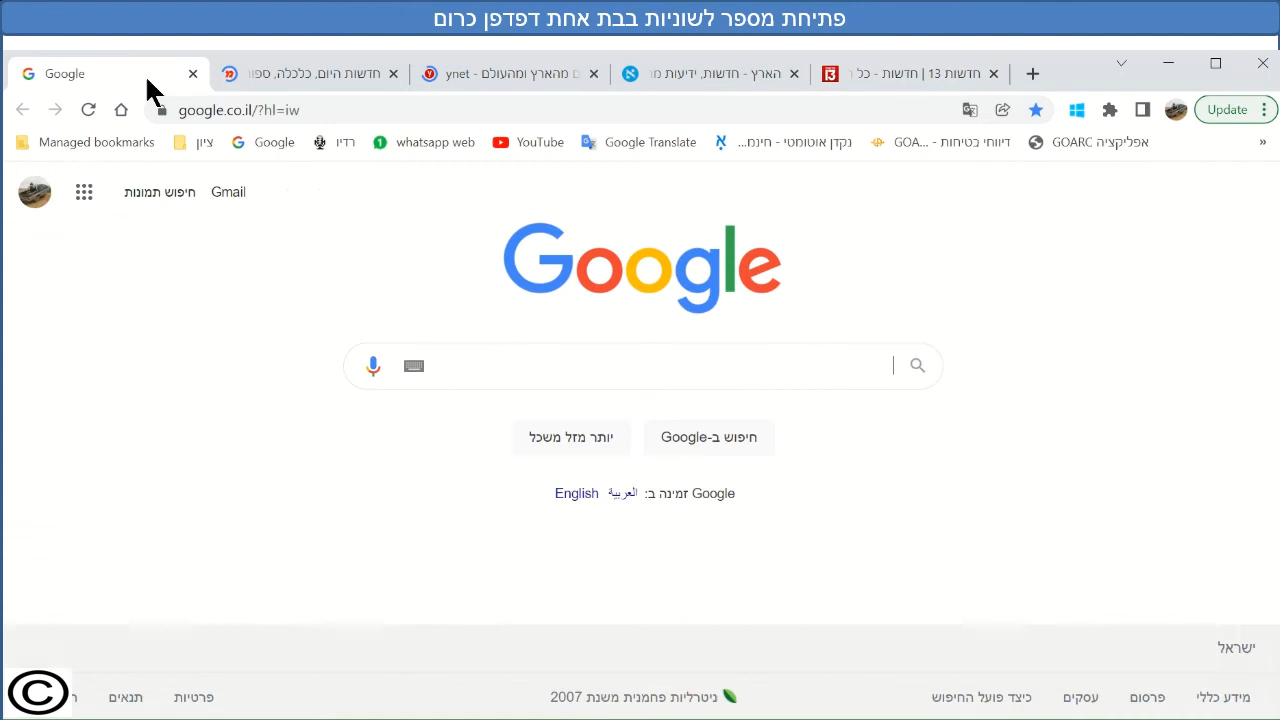 פתיחת מספר לשוניות בבת אחת דפדפן כרום
Google
חדשות היום, כלכלה, ספו
ynet - ם מהארץ ומהעולם
הארץ - חדשות, ידיעות מ
חדשות 13 | חדשות - כל
google.co.il/?hl=iw
Update
Managed bookmarks
ציון
Google
רדיו
whatsapp web
YouTube
Google Translate
נקדן אוטומטי - חינמ...
דיווחי בטיחות - GOA...
אפליקציה GOARC
»
חיפוש תמונות
Gmail
Google
חיפוש ב-Google
יותר מזל משכל
Google זמינה ב: العربية English
ישראל
מידע כללי
פרסום
עסקים
כיצד פועל החיפוש
ניטרליות פחמנית משנת 2007
פרטיות
תנאים
©